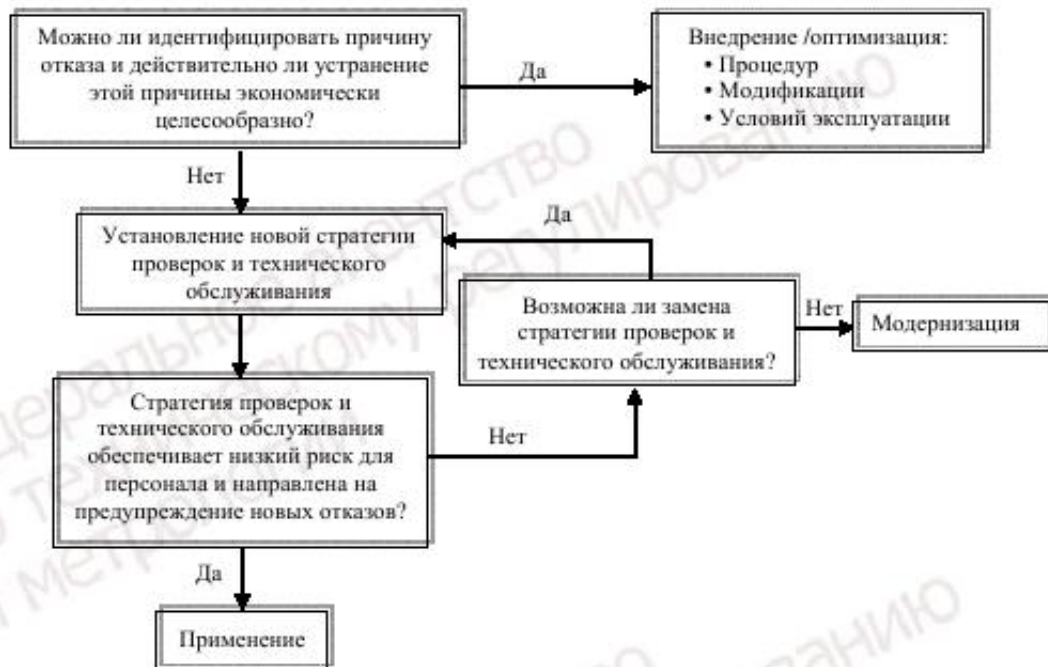 Можно ли идентифицировать причину
отказа и действительно ли устранение
этой причины экономически
целесообразно?
Да
Внедрение /оптимизация:
• Процедур
• Модификации
• Условий эксплуатации
Нет
Установление новой стратегии
проверок и технического
обслуживания
Да
Возможна ли замена
стратегии проверок и
технического обслуживания?
Нет
Модернизация
Стратегия проверок и
технического обслуживания
обеспечивает низкий риск для
персонала и направлена на
предупреждение новых отказов?
Нет
Да
Применение